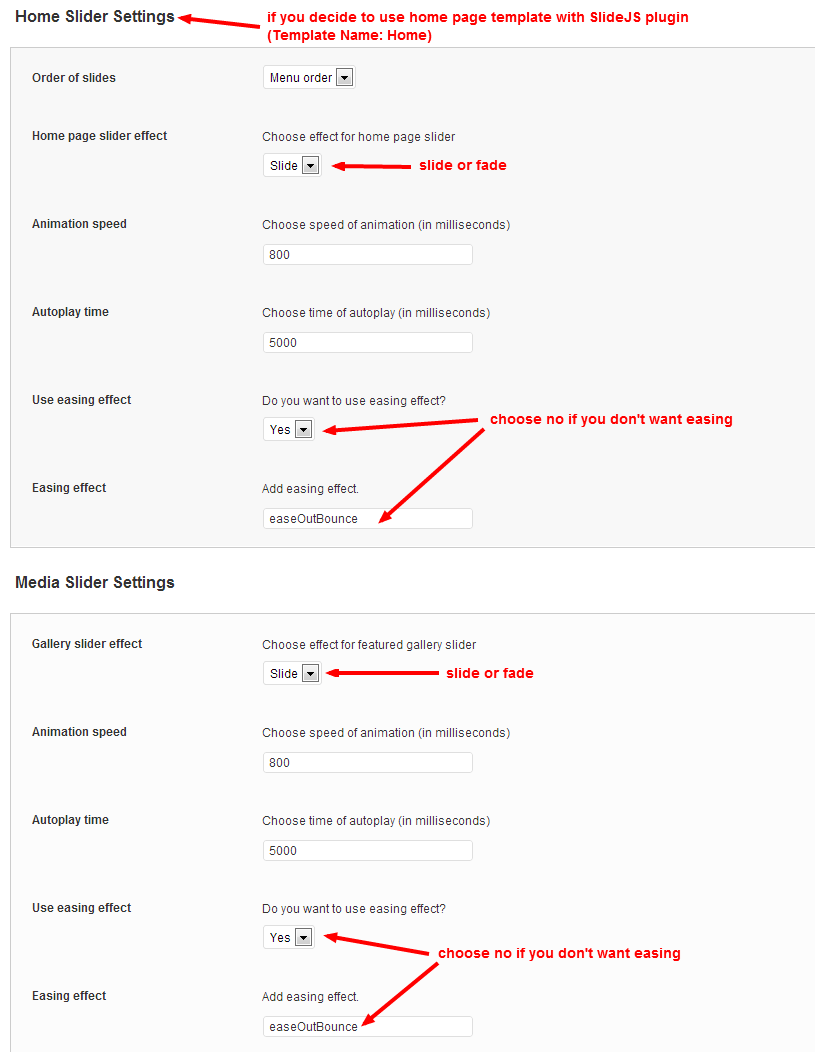 Home Slider Settings
if you decide to use home page template with SlideJS plugin
(Template Name: Home)
Order of slides
Menu order
Home page slider effect
Choose effect for home page slider
Slide
slide or fade
Animation speed
Choose speed of animation (in milliseconds)
800
Autoplay time
Choose time of autoplay (in milliseconds)
5000
Use easing effect
Do you want to use easing effect?
Yes
choose no if you don't want easing
Easing effect
Add easing effect.
easeOutBounce
Media Slider Settings
Gallery slider effect
Choose effect for featured gallery slider
Slide
slide or fade
Animation speed
Choose speed of animation (in milliseconds)
800
Autoplay time
Choose time of autoplay (in milliseconds)
5000
Use easing effect
Do you want to use easing effect?
Yes
choose no if you don't want easing
Easing effect
Add easing effect.
easeOutBounce